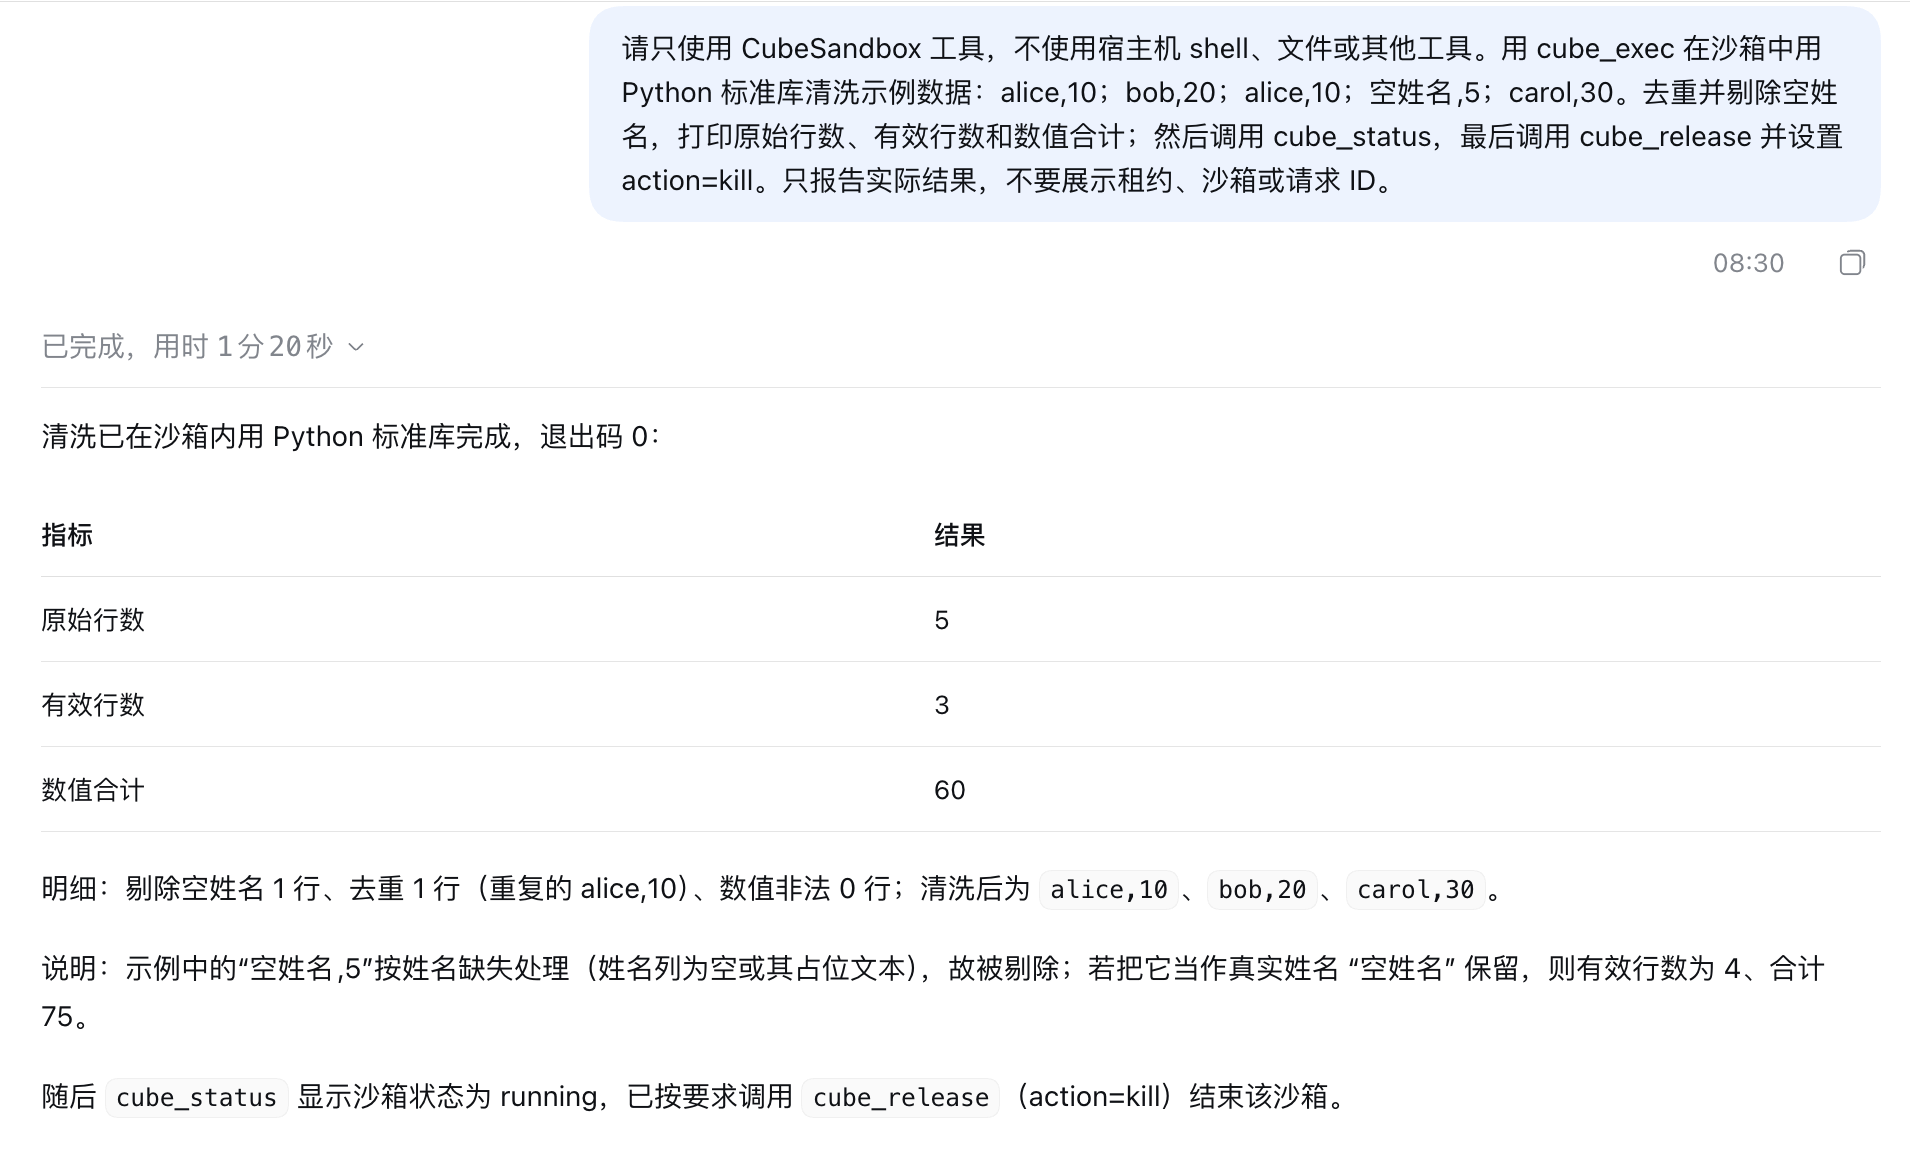 请只使用 CubeSandbox 工具，不使用宿主机 shell、文件或其他工具。用 cube_exec 在沙箱中用
Python 标准库清洗示例数据：alice,10；bob,20；alice,10；空姓名,5；carol,30。去重并剔除空姓
名，打印原始行数、有效行数和数值合计；然后调用 cube_status，最后调用 cube_release 并设置
action=kill。只报告实际结果，不要展示租约、沙箱或请求 ID。
08:30
已完成，用时 1分20秒
清洗已在沙箱内用 Python 标准库完成，退出码 0：
指标 结果
原始行数 5
有效行数 3
数值合计 60
明细：剔除空姓名 1 行、去重 1 行（重复的 alice,10）、数值非法 0 行；清洗后为 alice,10、bob,20、carol,30。
说明：示例中的“空姓名,5”按姓名缺失处理（姓名列为空或其占位文本），故被剔除；若把它当作真实姓名 “空姓名” 保留，则有效行数为 4、合计
75。
随后 cube_status 显示沙箱状态为 running，已按要求调用 cube_release（action=kill）结束该沙箱。